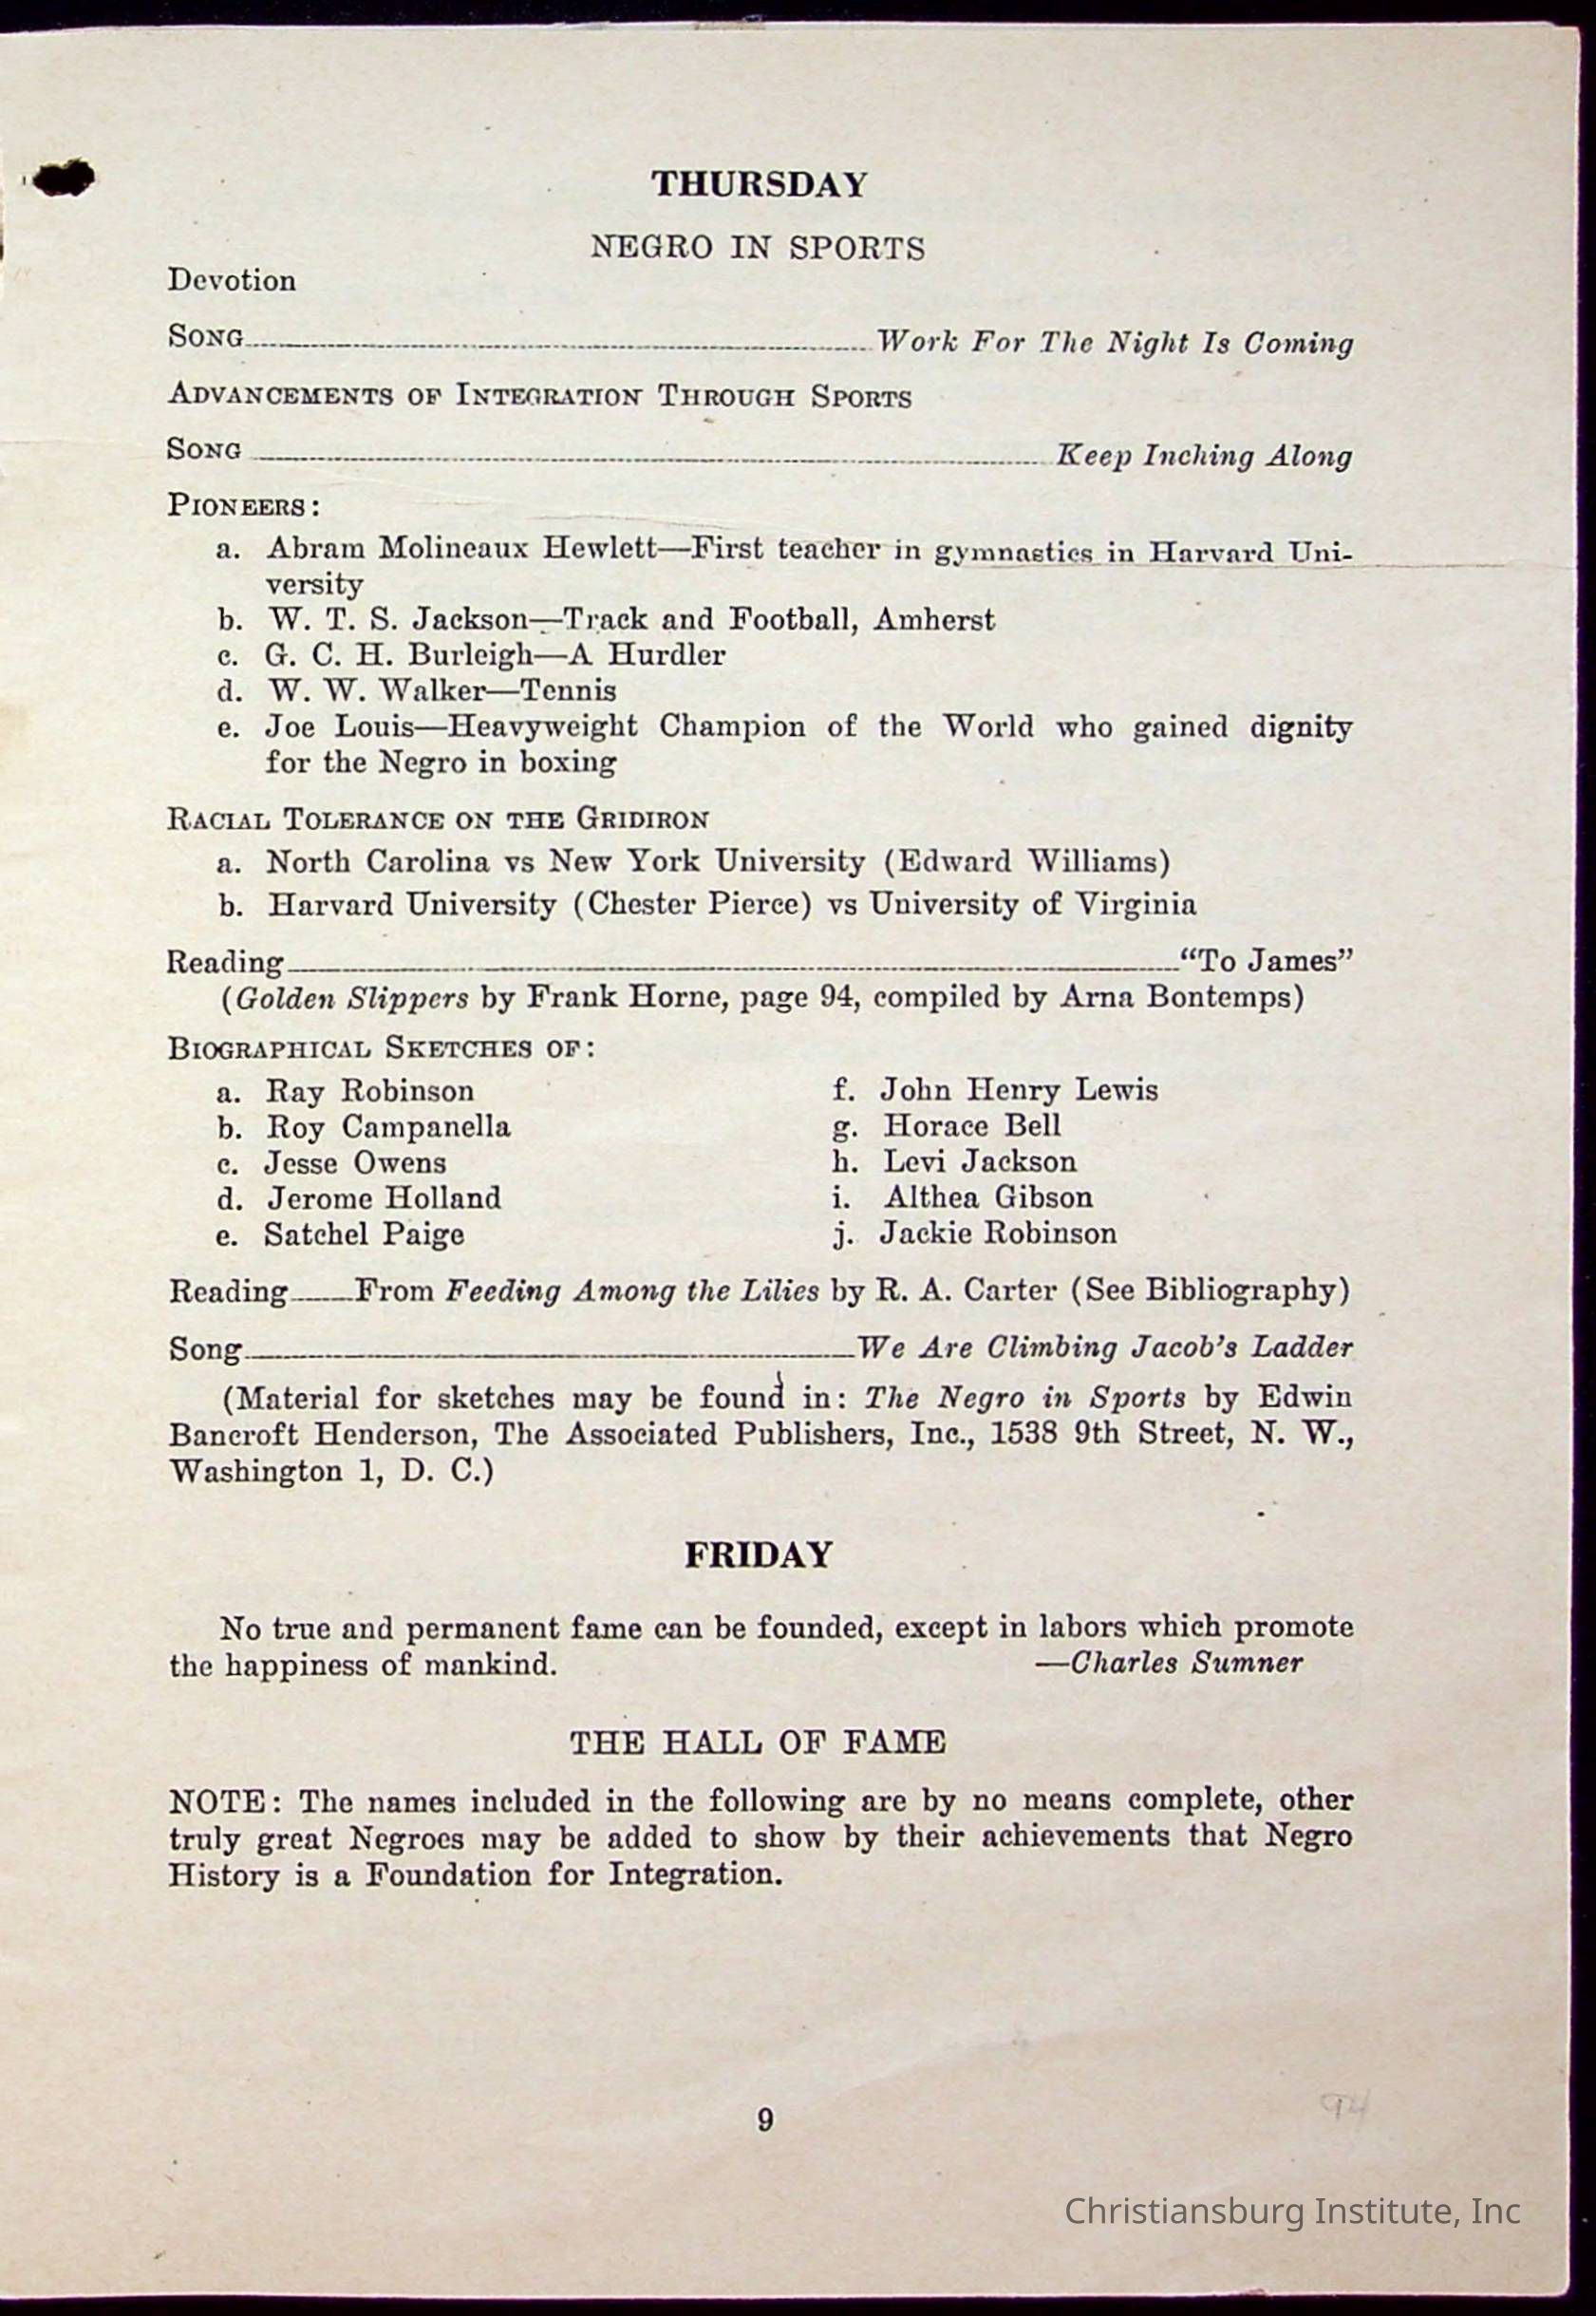 THURSDAY
NEGRO IN SPORTS
Devotion
SONG Work For The Night Is Coming
ADVANCEMENTS OF INTEGRATION THROUGH SPORTS
SONG Keep Inching Along
PIONEERS:
a. Abram Molineaux Hewlett—First teacher in gymnastics in Harvard Uni-
versity
b. W. T. S. Jackson—Track and Football, Amherst
c. G. C. H. Burleigh—A Hurdler
d. W. W. Walker—Tennis
e. Joe Louis—Heavyweight Champion of the World who gained dignity
for the Negro in boxing
RACIAL TOLERANCE ON THE GRIDIRON
a. North Carolina vs New York University (Edward Williams)
b. Harvard University (Chester Pierce) vs University of Virginia
Reading "To James"
(Golden Slippers by Frank Horne, page 94, compiled by Arna Bontemps)
BIOGRAPHICAL SKETCHES OF:
a. Ray Robinson
b. Roy Campanella
c. Jesse Owens
d. Jerome Holland
e. Satchel Paige
f. John Henry Lewis
g. Horace Bell
h. Levi Jackson
i. Althea Gibson
j. Jackie Robinson
Reading From Feeding Among the Lilies by R. A. Carter (See Bibliography)
Song We Are Climbing Jacob's Ladder
(Material for sketches may be found in: The Negro in Sports by Edwin
Bancroft Henderson, The Associated Publishers, Inc., 1538 9th Street, N. W.,
Washington 1, D. C.)
FRIDAY
No true and permanent fame can be founded, except in labors which promote
the happiness of mankind. —Charles Sumner
THE HALL OF FAME
NOTE: The names included in the following are by no means complete, other
truly great Negroes may be added to show by their achievements that Negro
History is a Foundation for Integration.
9
94
Christiansburg Institute, Inc